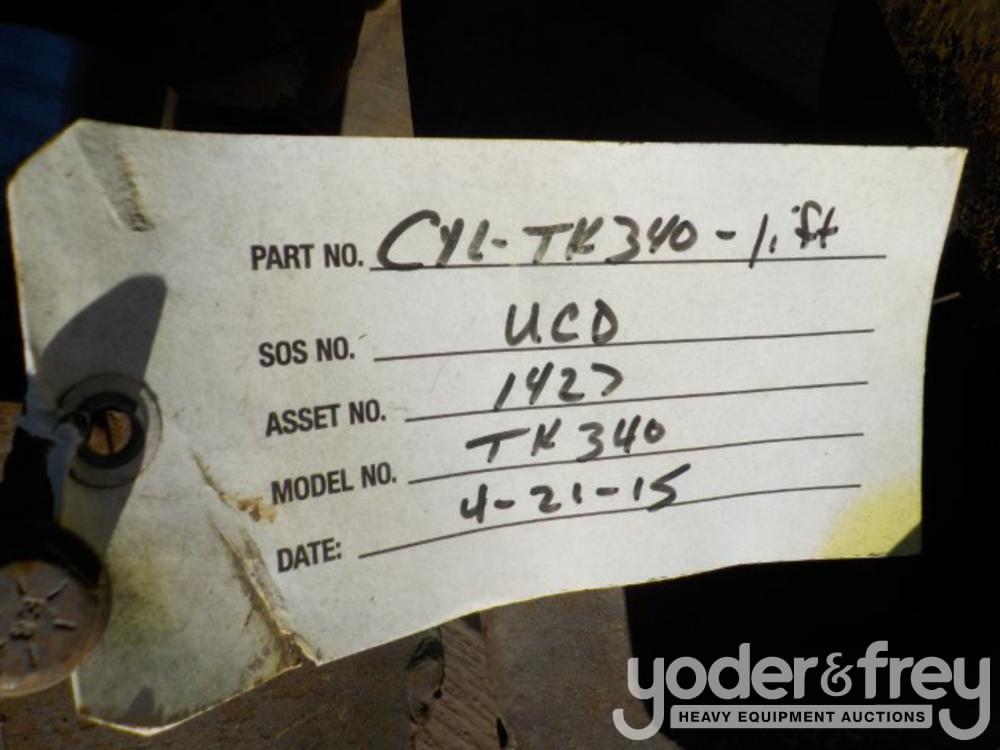 PART NO. CYL-TK340-lift
SOS NO. UCD
ASSET NO. 1427
MODEL NO. TK340
DATE: 4-21-15
yoder&frey
HEAVY EQUIPMENT AUCTIONS